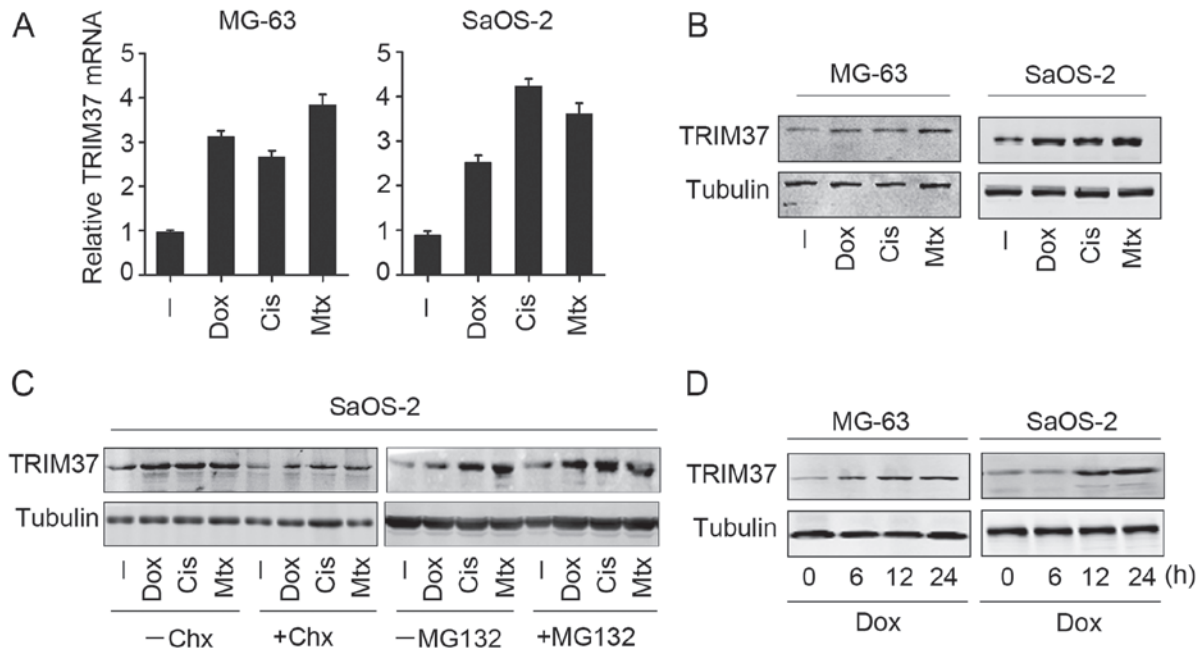 A
MG-63
SaOS-2
Relative TRIM37 mRNA
5
4
3
2
1
0
5
4
3
2
1
0
– Dox Cis Mtx
– Dox Cis Mtx
B
MG-63 SaOS-2
TRIM37
Tubulin
– Dox Cis Mtx – Dox Cis Mtx
C
SaOS-2
TRIM37
Tubulin
– Dox Cis Mtx – Dox Cis Mtx – Dox Cis Mtx – Dox Cis Mtx
–Chx +Chx –MG132 +MG132
D
MG-63 SaOS-2
TRIM37
Tubulin
0 6 12 24 0 6 12 24 (h)
Dox Dox